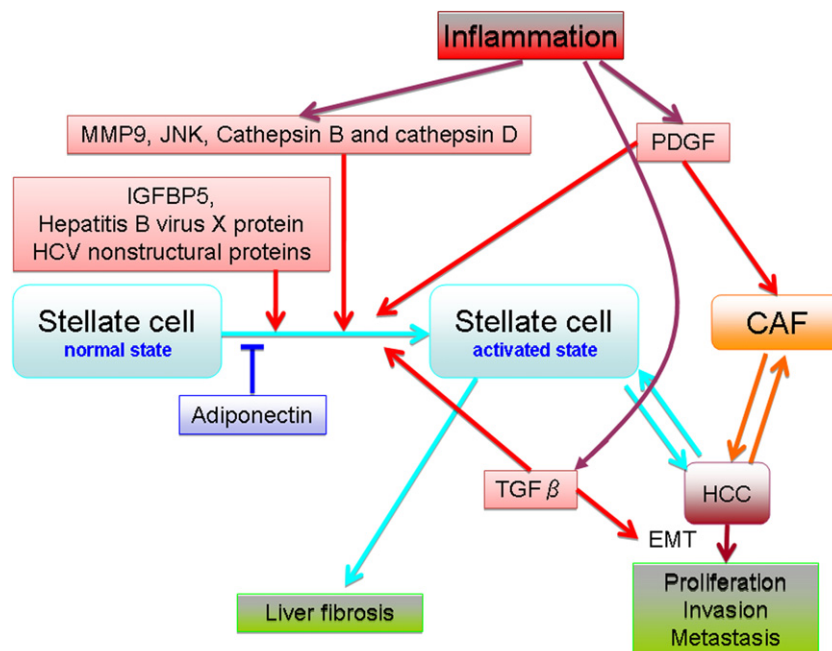 Inflammation
MMP9, JNK, Cathepsin B and cathepsin D
PDGF
IGFBP5,
Hepatitis B virus X protein
HCV nonstructural proteins
Stellate cell
normal state
Stellate cell
activated state
CAF
Adiponectin
TGF β
HCC
EMT
Liver fibrosis
Proliferation
Invasion
Metastasis